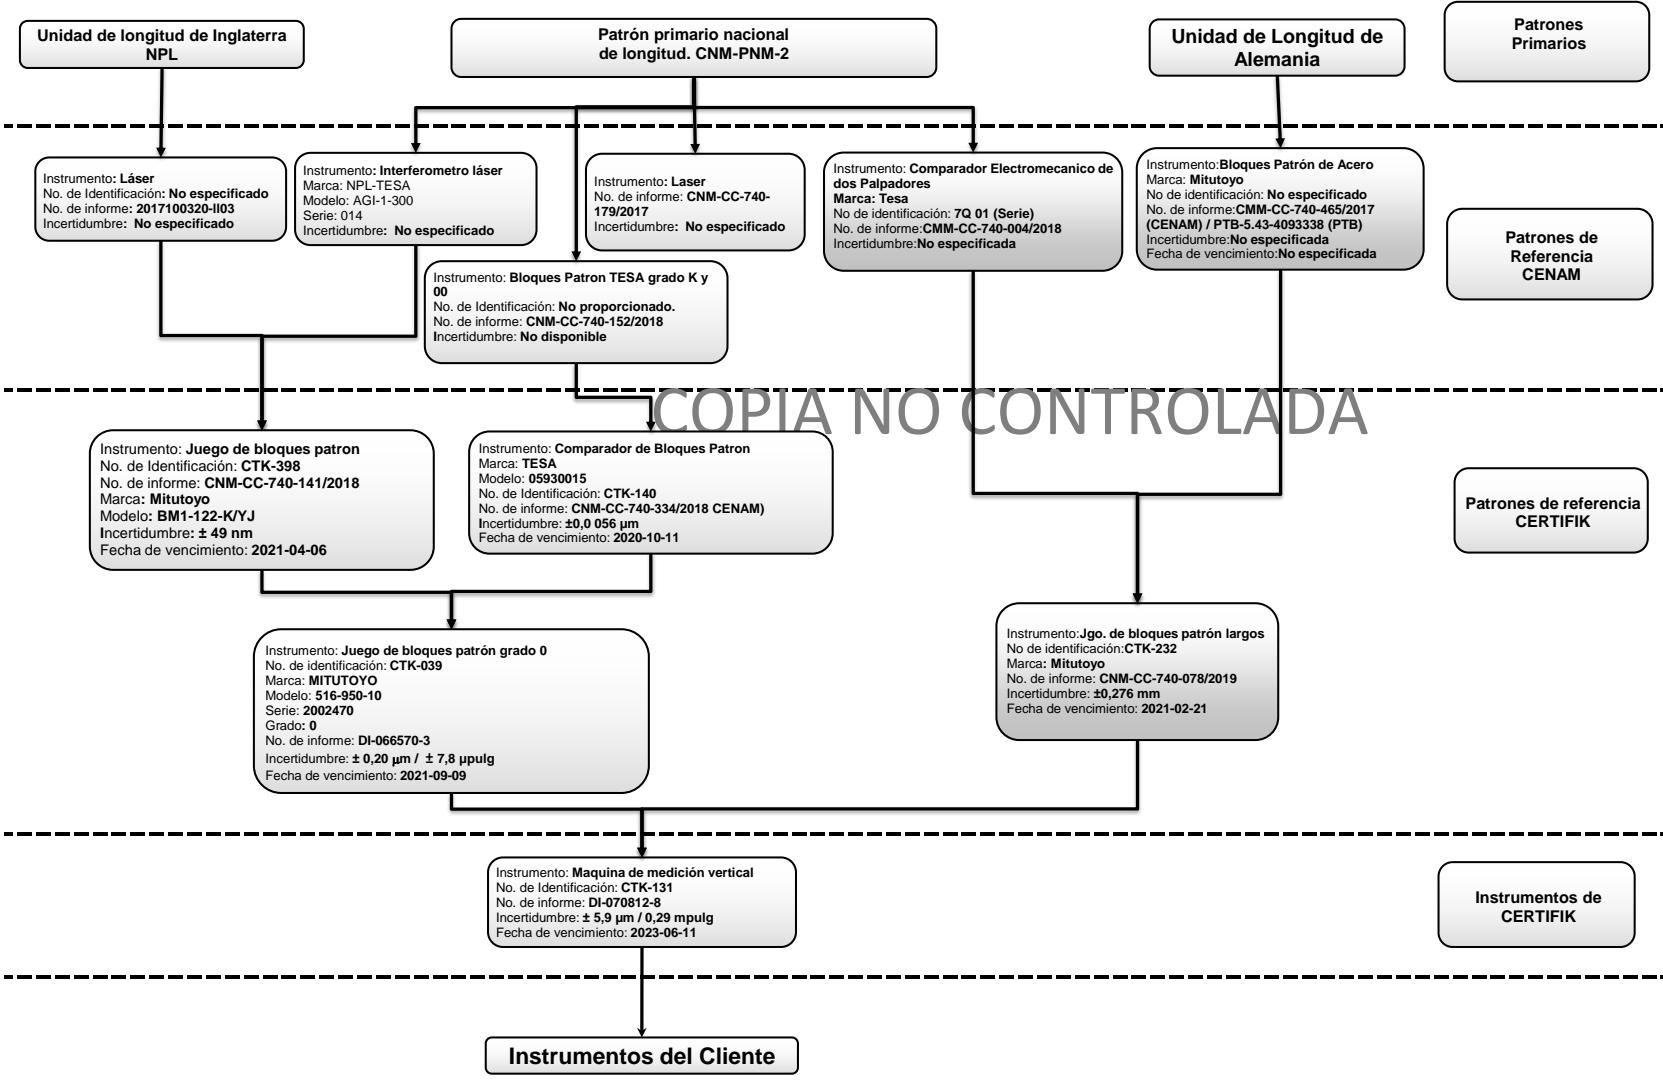 Unidad de longitud de Inglaterra
NPL
Patrón primario nacional
de longitud. CNM-PNM-2
Unidad de Longitud de
Alemania
Patrones
Primarios
Instrumento: Láser
No. de Identificación: No especificado
No. de informe: 2017100320-II03
Incertidumbre: No especificado
Instrumento: Interferometro láser
Marca: NPL-TESA
Modelo: AGI-1-300
Serie: 014
Incertidumbre: No especificado
Instrumento: Laser
No. de informe: CNM-CC-740-
179/2017
Incertidumbre: No especificado
Instrumento: Comparador Electromecanico de
dos Palpadores
Marca: Tesa
No de identificación: 7Q 01 (Serie)
No. de informe:CMM-CC-740-004/2018
Incertidumbre:No especificada
Instrumento:Bloques Patrón de Acero
Marca: Mitutoyo
No de identificación: No especificado
No. de informe:CMM-CC-740-465/2017
(CENAM) / PTB-5.43-4093338 (PTB)
Incertidumbre:No especificada
Fecha de vencimiento:No especificada
Patrones de
Referencia
CENAM
Instrumento: Bloques Patron TESA grado K y
00
No. de Identificación: No proporcionado.
No. de informe: CNM-CC-740-152/2018
Incertidumbre: No disponible
COPIA NO CONTROLADA
Instrumento: Juego de bloques patron
No. de Identificación: CTK-398
No. de informe: CNM-CC-740-141/2018
Marca: Mitutoyo
Modelo: BM1-122-K/YJ
Incertidumbre: ± 49 nm
Fecha de vencimiento: 2021-04-06
Instrumento: Comparador de Bloques Patron
Marca: TESA
Modelo: 05930015
No. de Identificación: CTK-140
No. de informe: CNM-CC-740-334/2018 CENAM)
Incertidumbre: ±0,0 056 µm
Fecha de vencimiento: 2020-10-11
Patrones de referencia
CERTIFIK
Instrumento: Juego de bloques patrón grado 0
No. de identificación: CTK-039
Marca: MITUTOYO
Modelo: 516-950-10
Serie: 2002470
Grado: 0
No. de informe: DI-066570-3
Incertidumbre: ± 0,20 µm / ± 7,8 µpulg
Fecha de vencimiento: 2021-09-09
Instrumento:Jgo. de bloques patrón largos
No de identificación:CTK-232
Marca: Mitutoyo
No. de informe: CNM-CC-740-078/2019
Incertidumbre: ±0,276 mm
Fecha de vencimiento: 2021-02-21
Instrumento: Maquina de medición vertical
No. de Identificación: CTK-131
No. de informe: DI-070812-8
Incertidumbre: ± 5,9 µm / 0,29 mpulg
Fecha de vencimiento: 2023-06-11
Instrumentos de
CERTIFIK
Instrumentos del Cliente